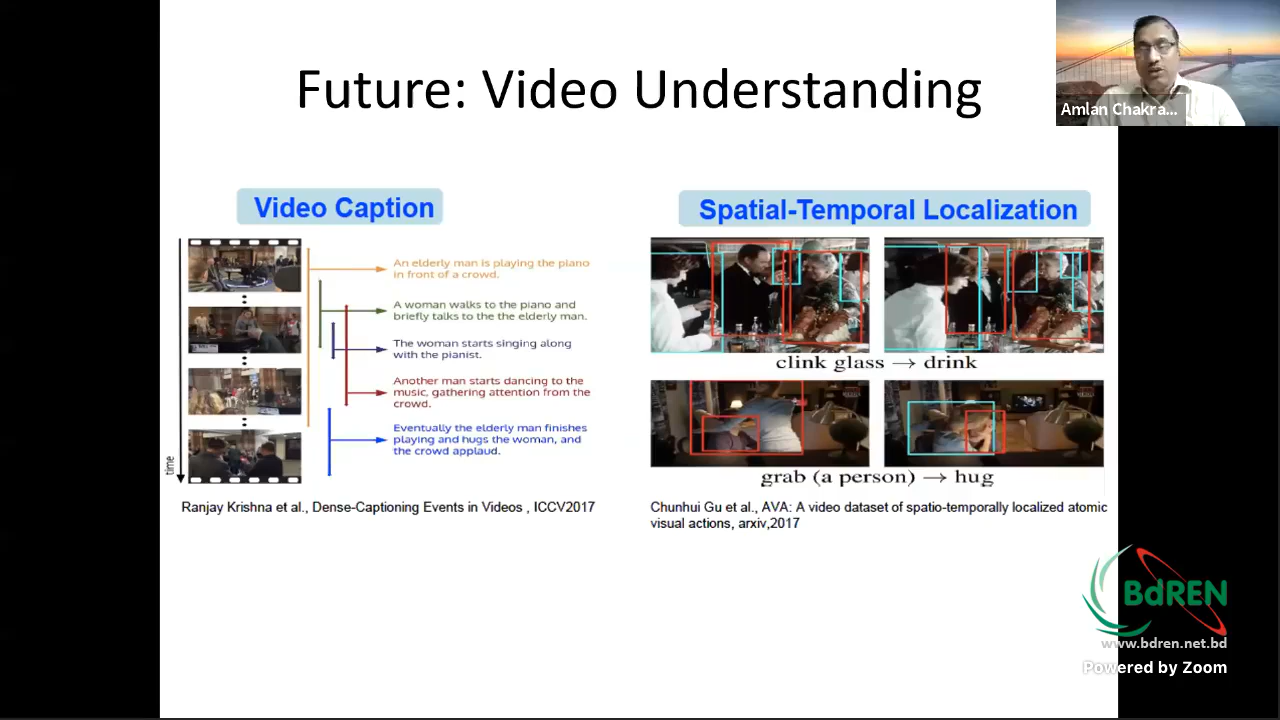 Future: Video Understanding
Amlan Chakra...
Video Caption
An elderly man is playing the piano
in front of a crowd.
A woman walks to the piano and
briefly talks to the the elderly man.
The woman starts singing along
with the pianist.
Another man starts dancing to the
music, gathering attention from the
crowd.
Eventually the elderly man finishes
playing and hugs the woman, and
the crowd applaud.
time
Ranjay Krishna et al., Dense-Captioning Events in Videos , ICCV2017
Spatial-Temporal Localization
clink glass → drink
grab (a person) → hug
Chunhui Gu et al., AVA: A video dataset of spatio-temporally localized atomic
visual actions, arxiv,2017
BdREN
www.bdren.net.bd
Powered by Zoom